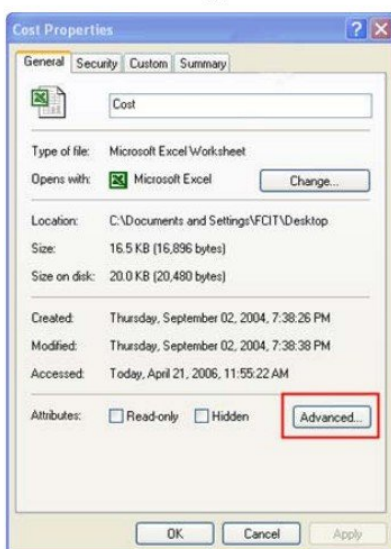 Cost Properties
General Security Custom Summary
Cost
Type of file: Microsoft Excel Worksheet
Opens with: Microsoft Excel Change...
Location: C:\Documents and Settings\FCIT\Desktop
Size: 16.5 KB (16,896 bytes)
Size on disk: 20.0 KB (20,480 bytes)
Created: Thursday, September 02, 2004, 7:38:26 PM
Modified: Thursday, September 02, 2004, 7:38:38 PM
Accessed: Today, April 21, 2006, 11:55:22 AM
Attributes: Read-only Hidden Advanced...
OK Cancel Apply